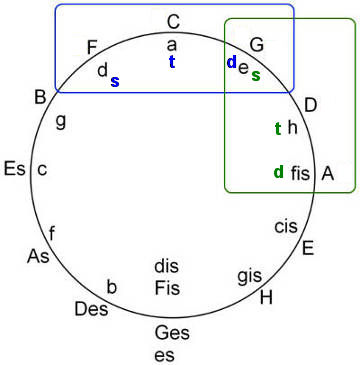 C
F G
a
d s t d e s
B D
g t h
Es c d fis A
f cis
As E
dis
b Fis gis
Des H
Ges
es